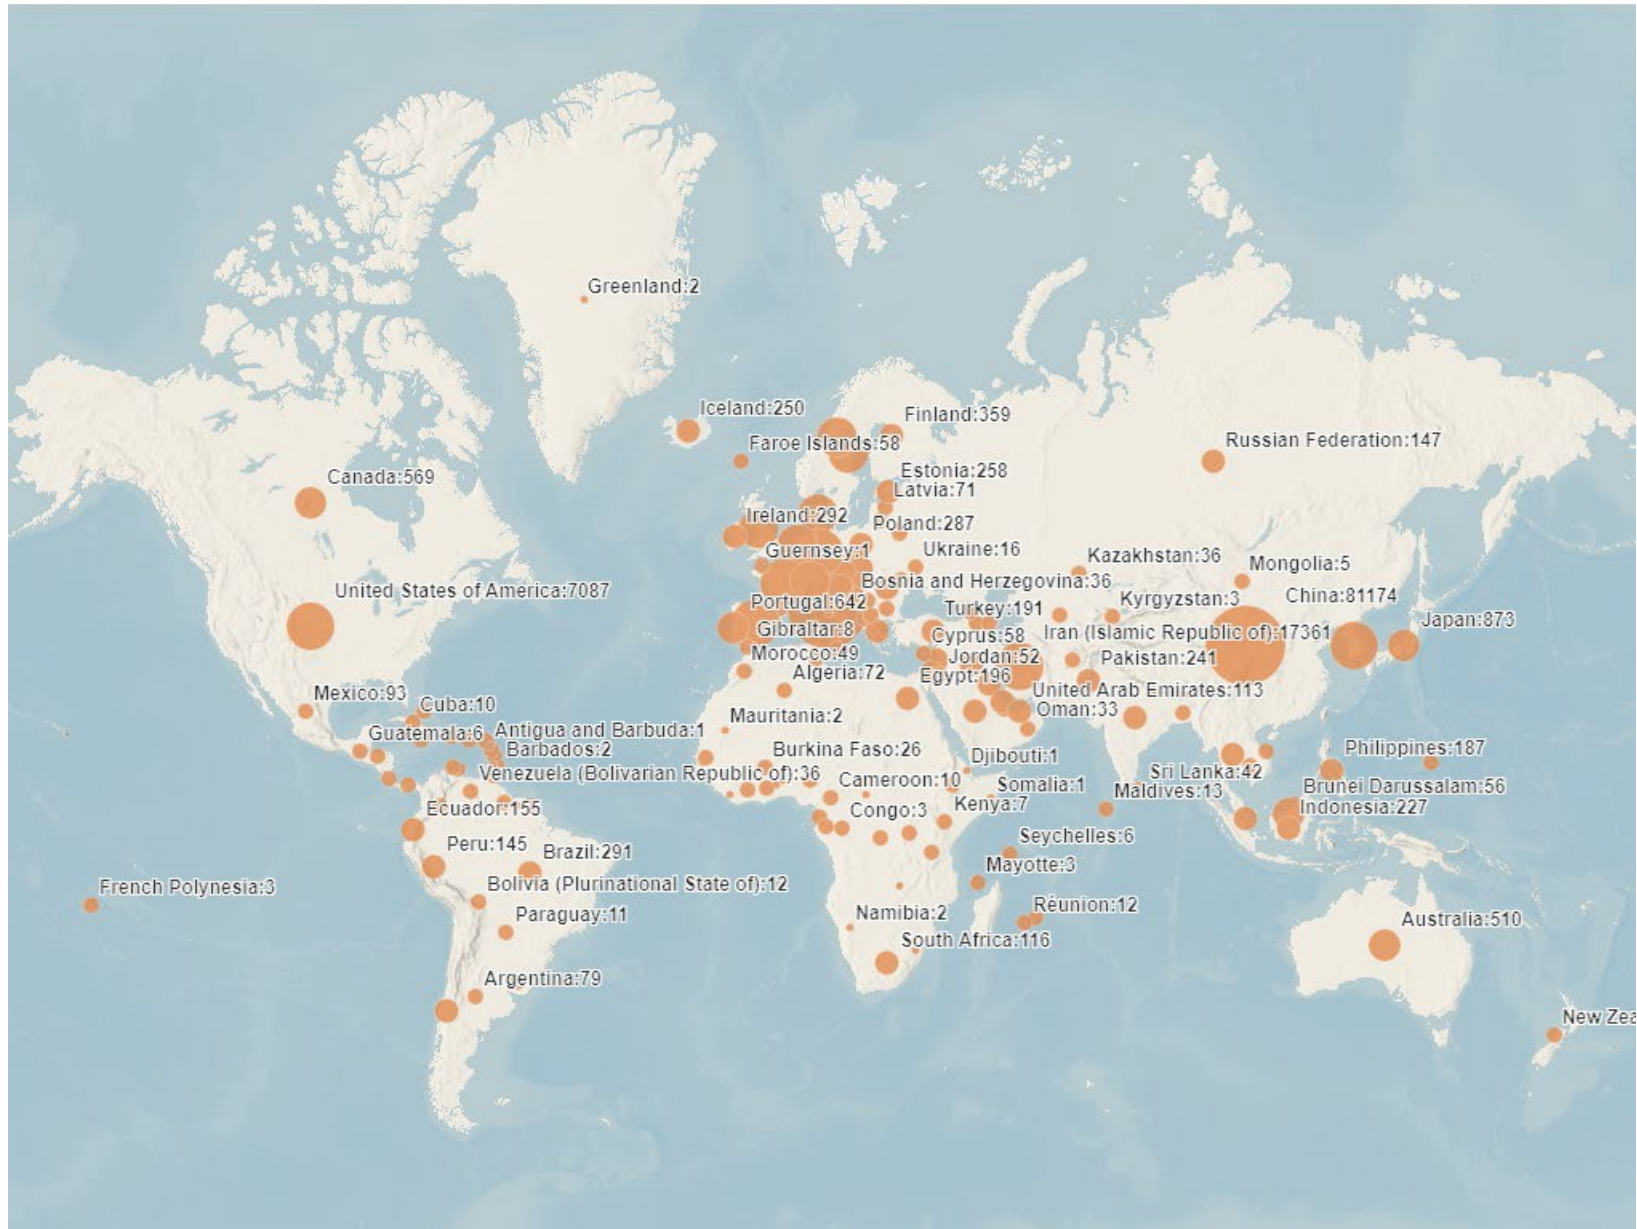 Greenland:2
Iceland:250
Finland:359
Faroe Islands:58
Russian Federation:147
Canada:569
Estonia:258
Latvia:71
Ireland:292
Poland:287
Guernsey:1
Ukraine:16
Kazakhstan:36
Mongolia:5
United States of America:7087
Bosnia and Herzegovina:36
China:81174
Portugal:642
Turkey:191
Kyrgyzstan:3
Japan:873
Gibraltar:8
Cyprus:58
Iran (Islamic Republic of):17361
Morocco:49
Jordan:52
Pakistan:241
Algeria:72
Egypt:196
Mexico:93
Cuba:10
United Arab Emirates:113
Oman:33
Mauritania:2
Guatemala:6
Antigua and Barbuda:1
Barbados:2
Burkina Faso:26
Djibouti:1
Philippines:187
Venezuela (Bolivarian Republic of):36
Cameroon:10
Somalia:1
Sri Lanka:42
Maldives:13
Brunei Darussalam:56
Ecuador:155
Congo:3
Kenya:7
Indonesia:227
Peru:145
Brazil:291
Seychelles:6
Mayotte:3
French Polynesia:3
Bolivia (Plurinational State of):12
Paraguay:11
Namibia:2
Réunion:12
South Africa:116
Australia:510
Argentina:79
New Zea